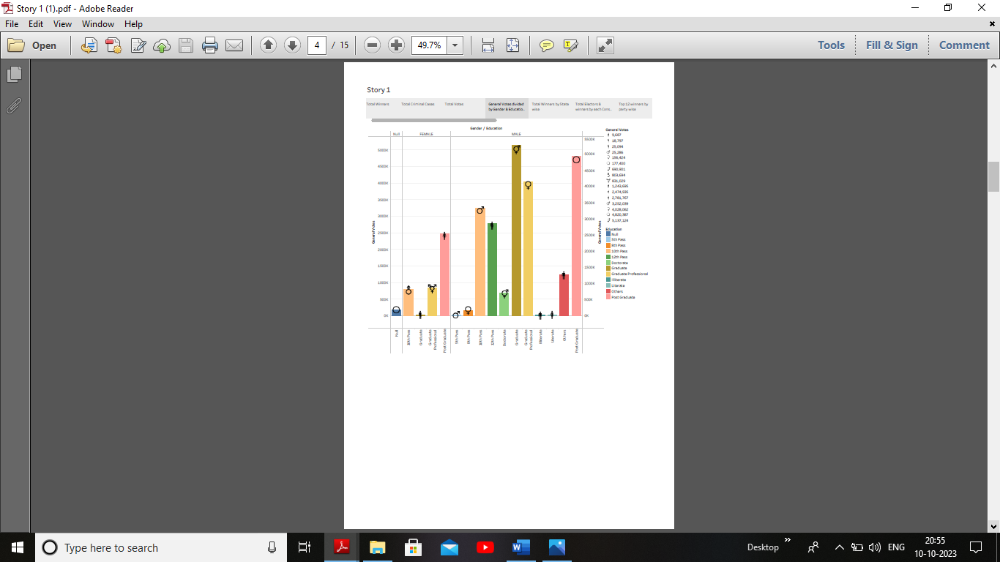 Story 1 (1).pdf - Adobe Reader
File Edit View Window Help
Open 4 / 15 49.7% Tools Fill & Sign Comment
Story 1
Total Winners
Total Criminal Cases
Total Votes
General Votes divided
by Gender & Educatio..
Total Winners by State
wise
Total Electors &
winners by each Cons..
Top 12 winners by
party wise
Gender / Education
Null FEMALE MALE
General Votes
5000K
4500K
4000K
3500K
3000K
2500K
2000K
1500K
1000K
500K
0K
5500K
5000K
4500K
4000K
3500K
3000K
2500K
2000K
1500K
1000K
500K
0K
General Votes
Null
10th Pass
Graduate
Graduate
Professional
Post Graduate
5th Pass
8th Pass
10th Pass
12th Pass
Doctorate
Graduate
Graduate
Professional
Illiterate
Literate
Others
Post Graduate
General Votes
9,687
18,797
25,094
25,286
156,424
177,400
690,901
803,694
831,029
1,243,695
2,474,935
2,781,767
3,252,039
4,028,062
4,820,387
5,137,124
Education
Null
5th Pass
8th Pass
10th Pass
12th Pass
Doctorate
Graduate
Graduate Professional
Illiterate
Literate
Others
Post Graduate
Type here to search
Desktop
ENG
20:55
10-10-2023